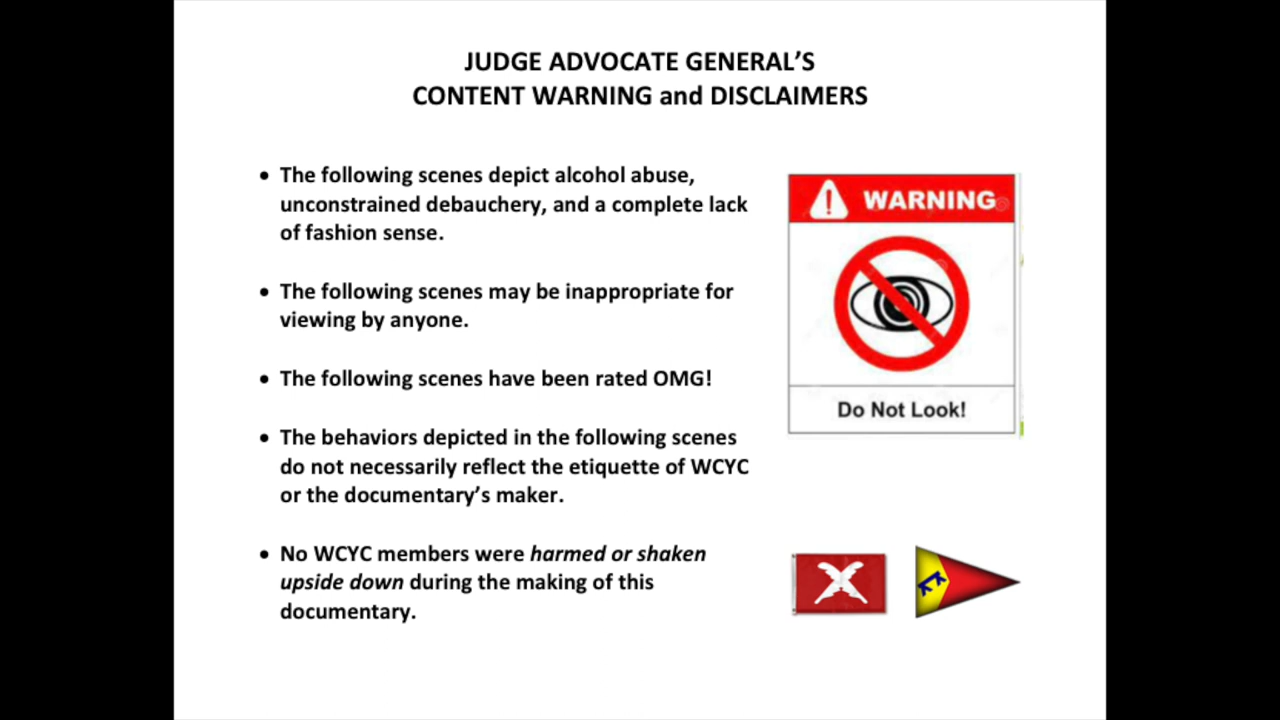 JUDGE ADVOCATE GENERAL’S
CONTENT WARNING and DISCLAIMERS
• The following scenes depict alcohol abuse,
unconstrained debauchery, and a complete lack
of fashion sense.
• The following scenes may be inappropriate for
viewing by anyone.
• The following scenes have been rated OMG!
• The behaviors depicted in the following scenes
do not necessarily reflect the etiquette of WCYC
or the documentary’s maker.
• No WCYC members were harmed or shaken
upside down during the making of this
documentary.
WARNING
Do Not Look!